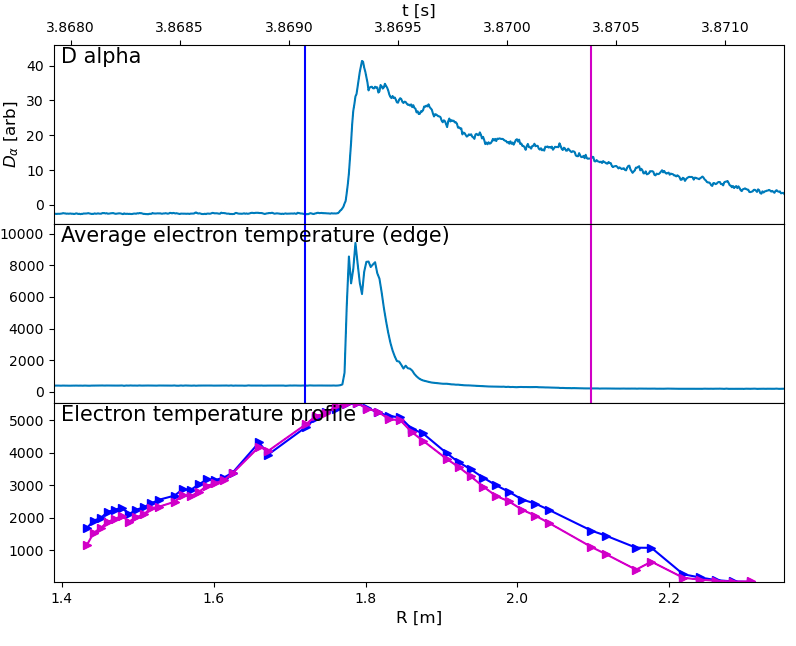 t [s]
3.8680 3.8685 3.8690 3.8695 3.8700 3.8705 3.8710
D alpha
40
30
20
10
0
Dα [arb]
Average electron temperature (edge)
10000
8000
6000
4000
2000
0
Electron temperature profile
5000
4000
3000
2000
1000
1.4 1.6 1.8 2.0 2.2
R [m]